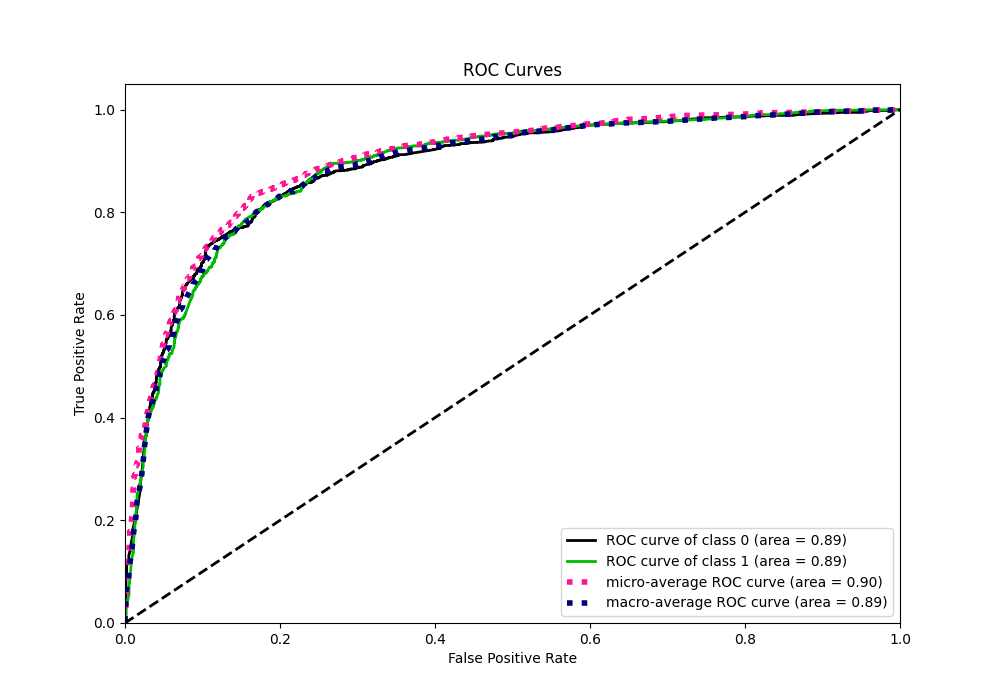 ROC Curves
True Positive Rate
1.0
0.8
0.6
0.4
0.2
0.0
0.0 0.2 0.4 0.6 0.8 1.0
False Positive Rate
ROC curve of class 0 (area = 0.89)
ROC curve of class 1 (area = 0.89)
micro-average ROC curve (area = 0.90)
macro-average ROC curve (area = 0.89)